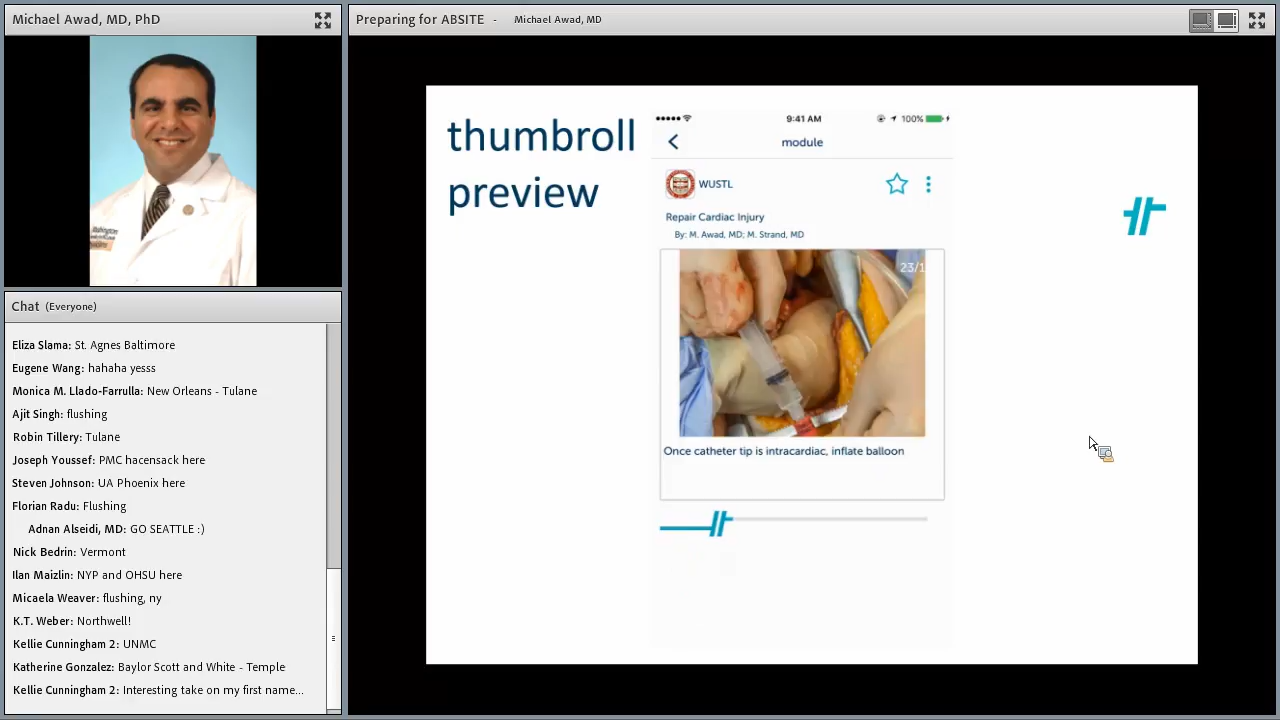 Michael Awad, MD, PhD
Chat (Everyone)
Eliza Slama: St. Agnes Baltimore
Eugene Wang: hahaha yesss
Monica M. Llado-Farrulla: New Orleans - Tulane
Ajit Singh: flushing
Robin Tillery: Tulane
Joseph Youssef: PMC hackensack here
Steven Johnson: UA Phoenix here
Florian Radu: Flushing
Adnan Alseidi, MD: GO SEATTLE :)
Nick Bedrin: Vermont
Ilan Maizlin: NYP and OHSU here
Micaela Weaver: flushing, ny
K.T. Weber: Northwell!
Kellie Cunningham 2: UNMC
Katherine Gonzalez: Baylor Scott and White - Temple
Kellie Cunningham 2: Interesting take on my first name...
Preparing for ABSITE - Michael Awad, MD
thumbroll
preview
9:41 AM 100%
module
WUSTL
Repair Cardiac Injury
By: M. Awad, MD; M. Strand, MD
23/1
Once catheter tip is intracardiac, inflate balloon